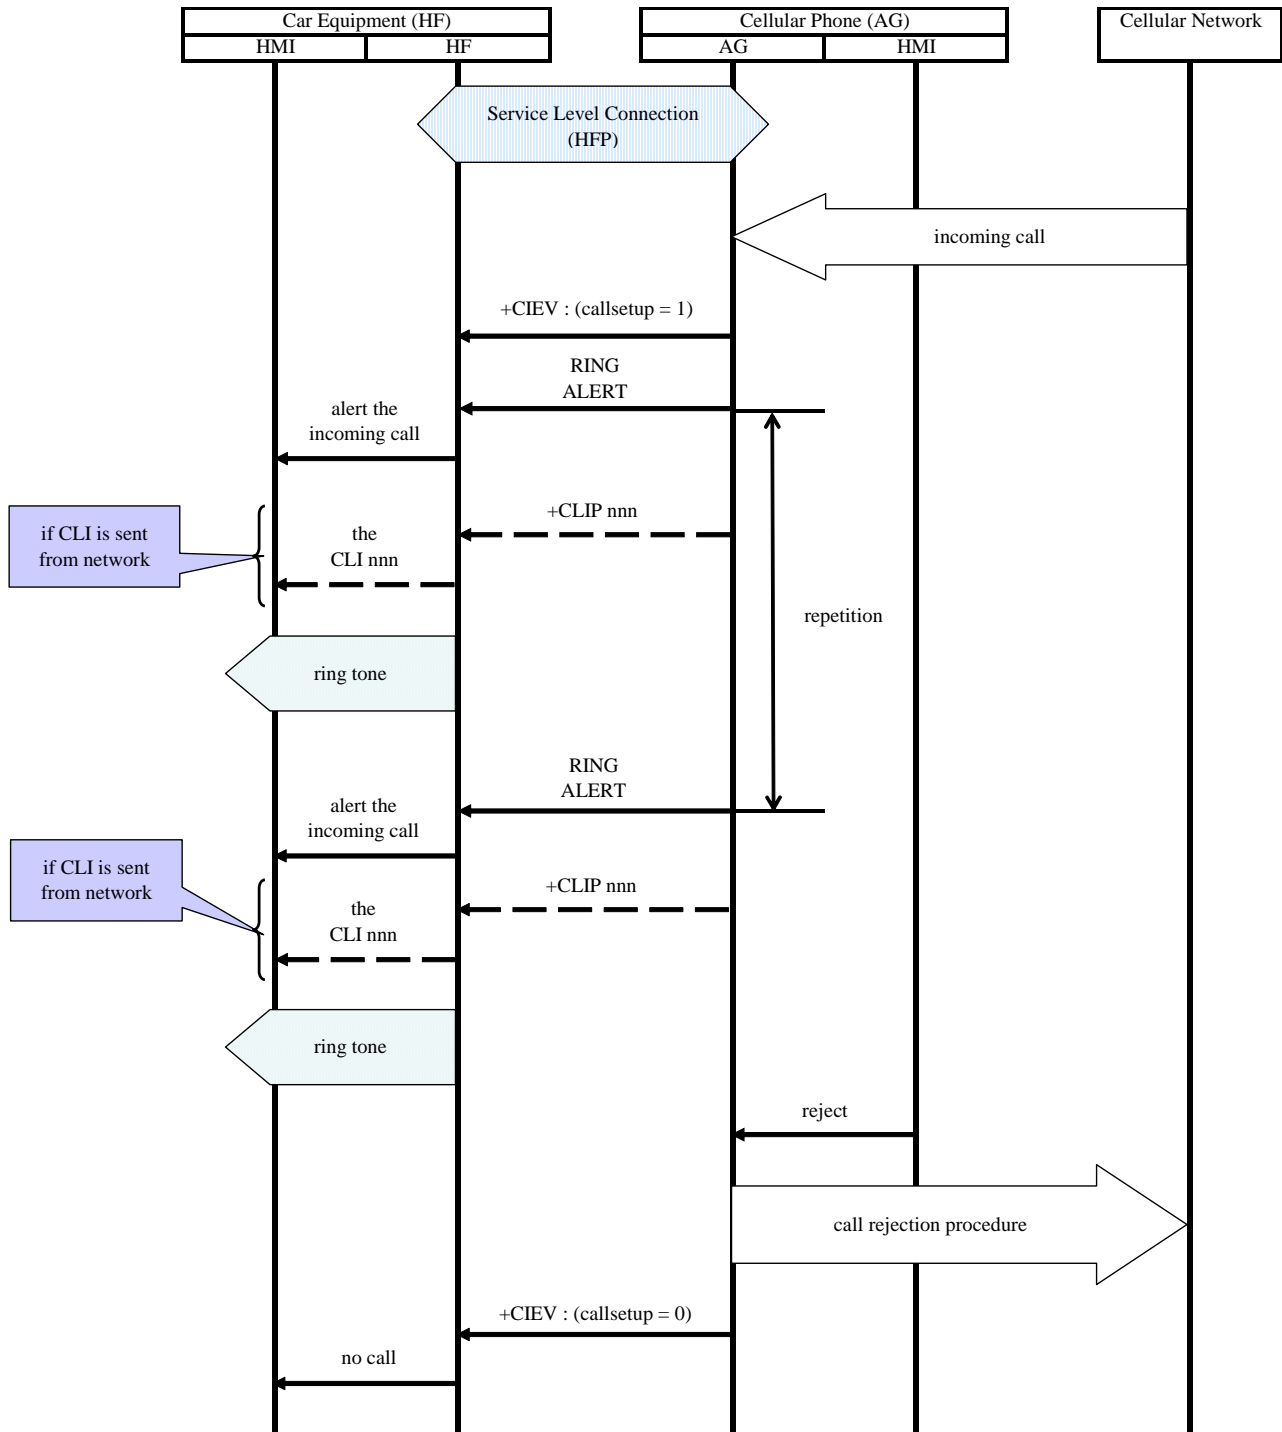 Car Equipment (HF)
Cellular Phone (AG)
Cellular Network
HMI
HF
AG
HMI
Service Level Connection
(HFP)
incoming call
+CIEV : (callsetup = 1)
RING
ALERT
alert the
incoming call
+CLIP nnn
if CLI is sent
from network
the
CLI nnn
repetition
ring tone
RING
ALERT
alert the
incoming call
if CLI is sent
from network
+CLIP nnn
the
CLI nnn
ring tone
reject
call rejection procedure
+CIEV : (callsetup = 0)
no call